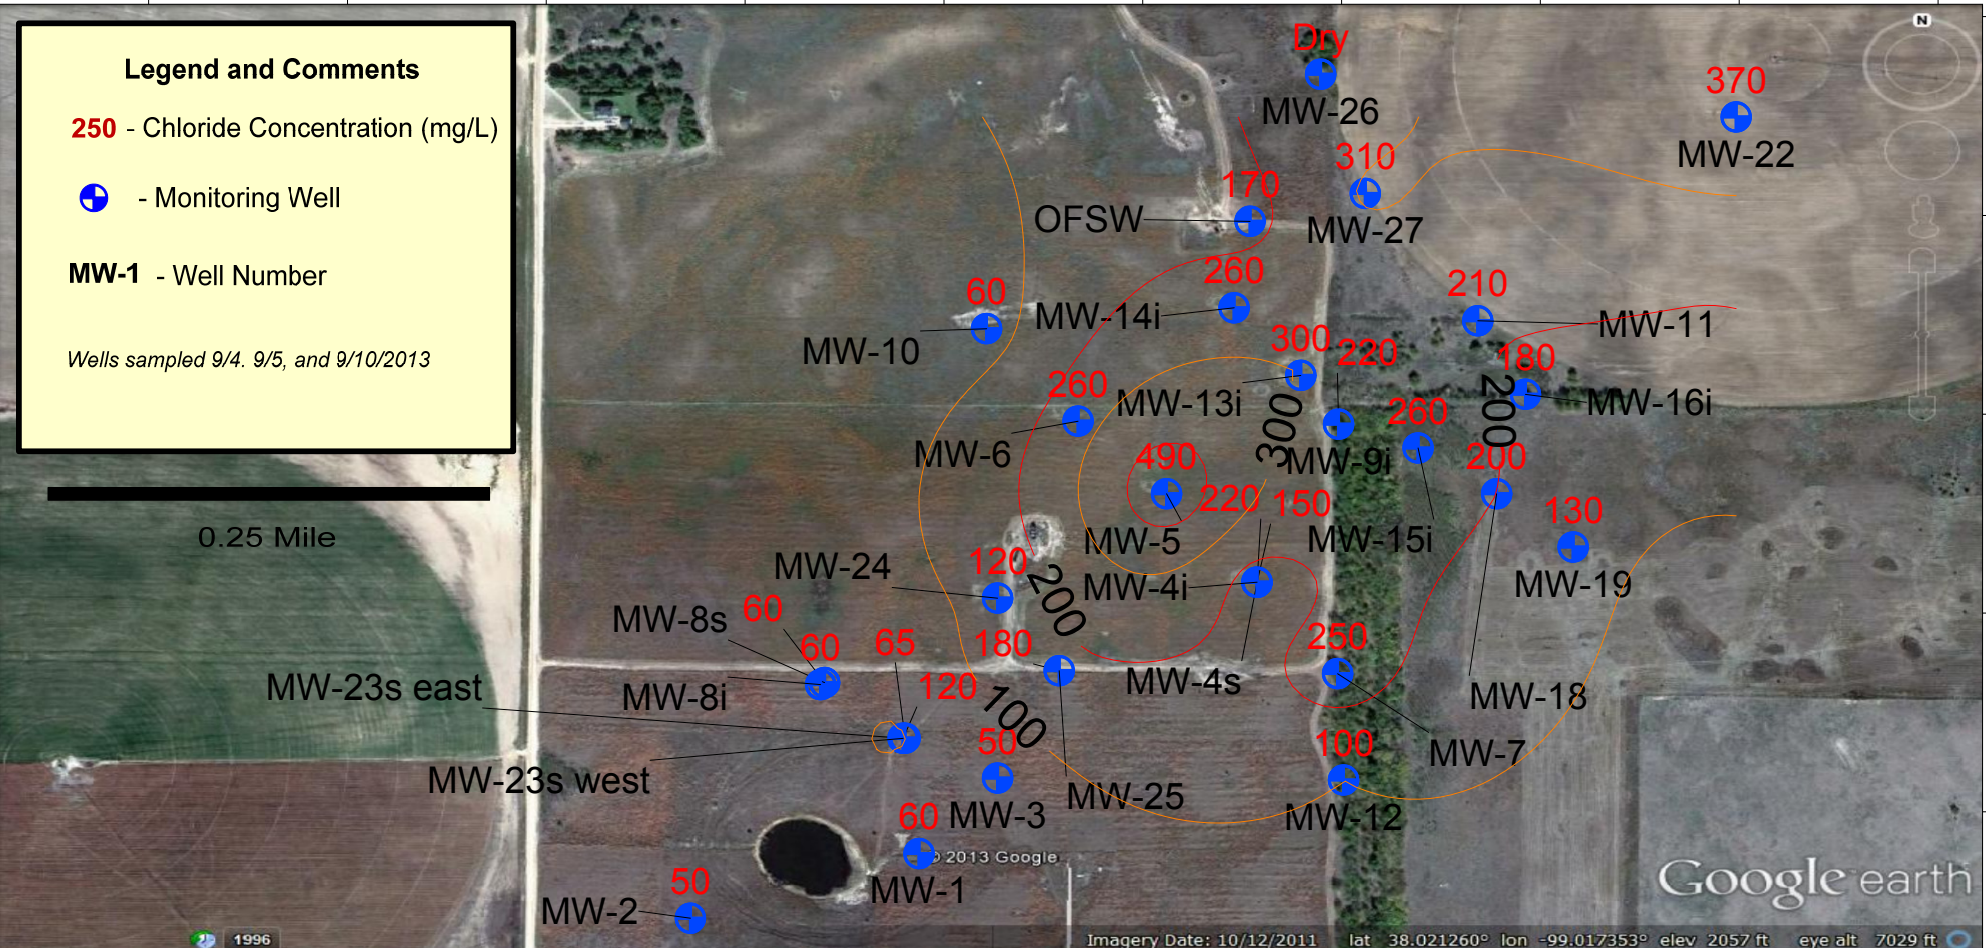 Legend and Comments
250 - Chloride Concentration (mg/L)
- Monitoring Well
MW-1 - Well Number
Wells sampled 9/4. 9/5, and 9/10/2013
0.25 Mile
N
Dry
MW-26
370
MW-22
310
MW-27
170
OFSW
260
MW-14i
60
MW-10
210
MW-11
300
MW-13i
220
MW-9i
180
MW-16i
260
MW-6
260
MW-15i
300
200
490
MW-5
200
MW-18
130
MW-19
220
150
MW-4i
MW-4s
120
MW-24
200
MW-8s
60
60
MW-8i
65
120
MW-23s east
MW-23s west
180
MW-25
250
MW-7
100
50
MW-3
100
MW-12
60
MW-1
50
MW-2
© 2013 Google
Google earth
1996
Imagery Date: 10/12/2011 lat 38.021260° lon -99.017353° elev 2057 ft eye alt 7029 ft